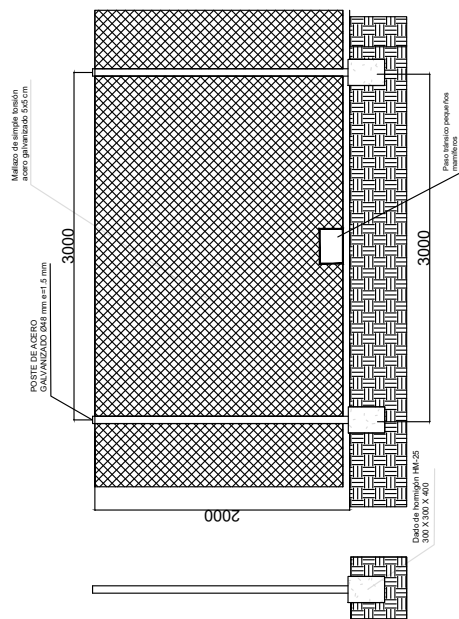 Mallazo de simple torsión
acero galvanizado 5x5 cm
3000
POSTE DE ACERO
GALVANIZADO Ø48 mm e=1.5 mm
Paso tránsico pequeños
mamíferos
3000
2000
Dado de hormigón HM-25
300 X 300 X 400